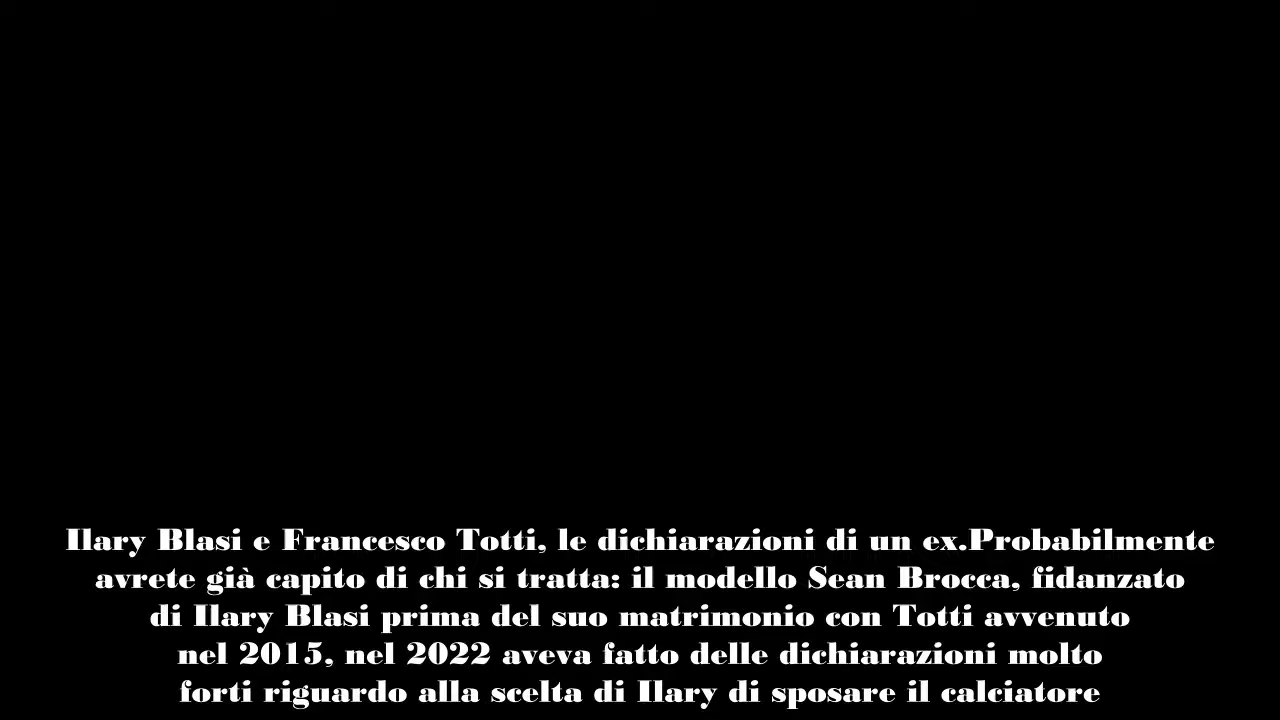 Ilary Blasi e Francesco Totti, le dichiarazioni di un ex.Probabilmente
avrete già capito di chi si tratta: il modello Sean Brocca, fidanzato
di Ilary Blasi prima del suo matrimonio con Totti avvenuto
nel 2015, nel 2022 aveva fatto delle dichiarazioni molto
forti riguardo alla scelta di Ilary di sposare il calciatore